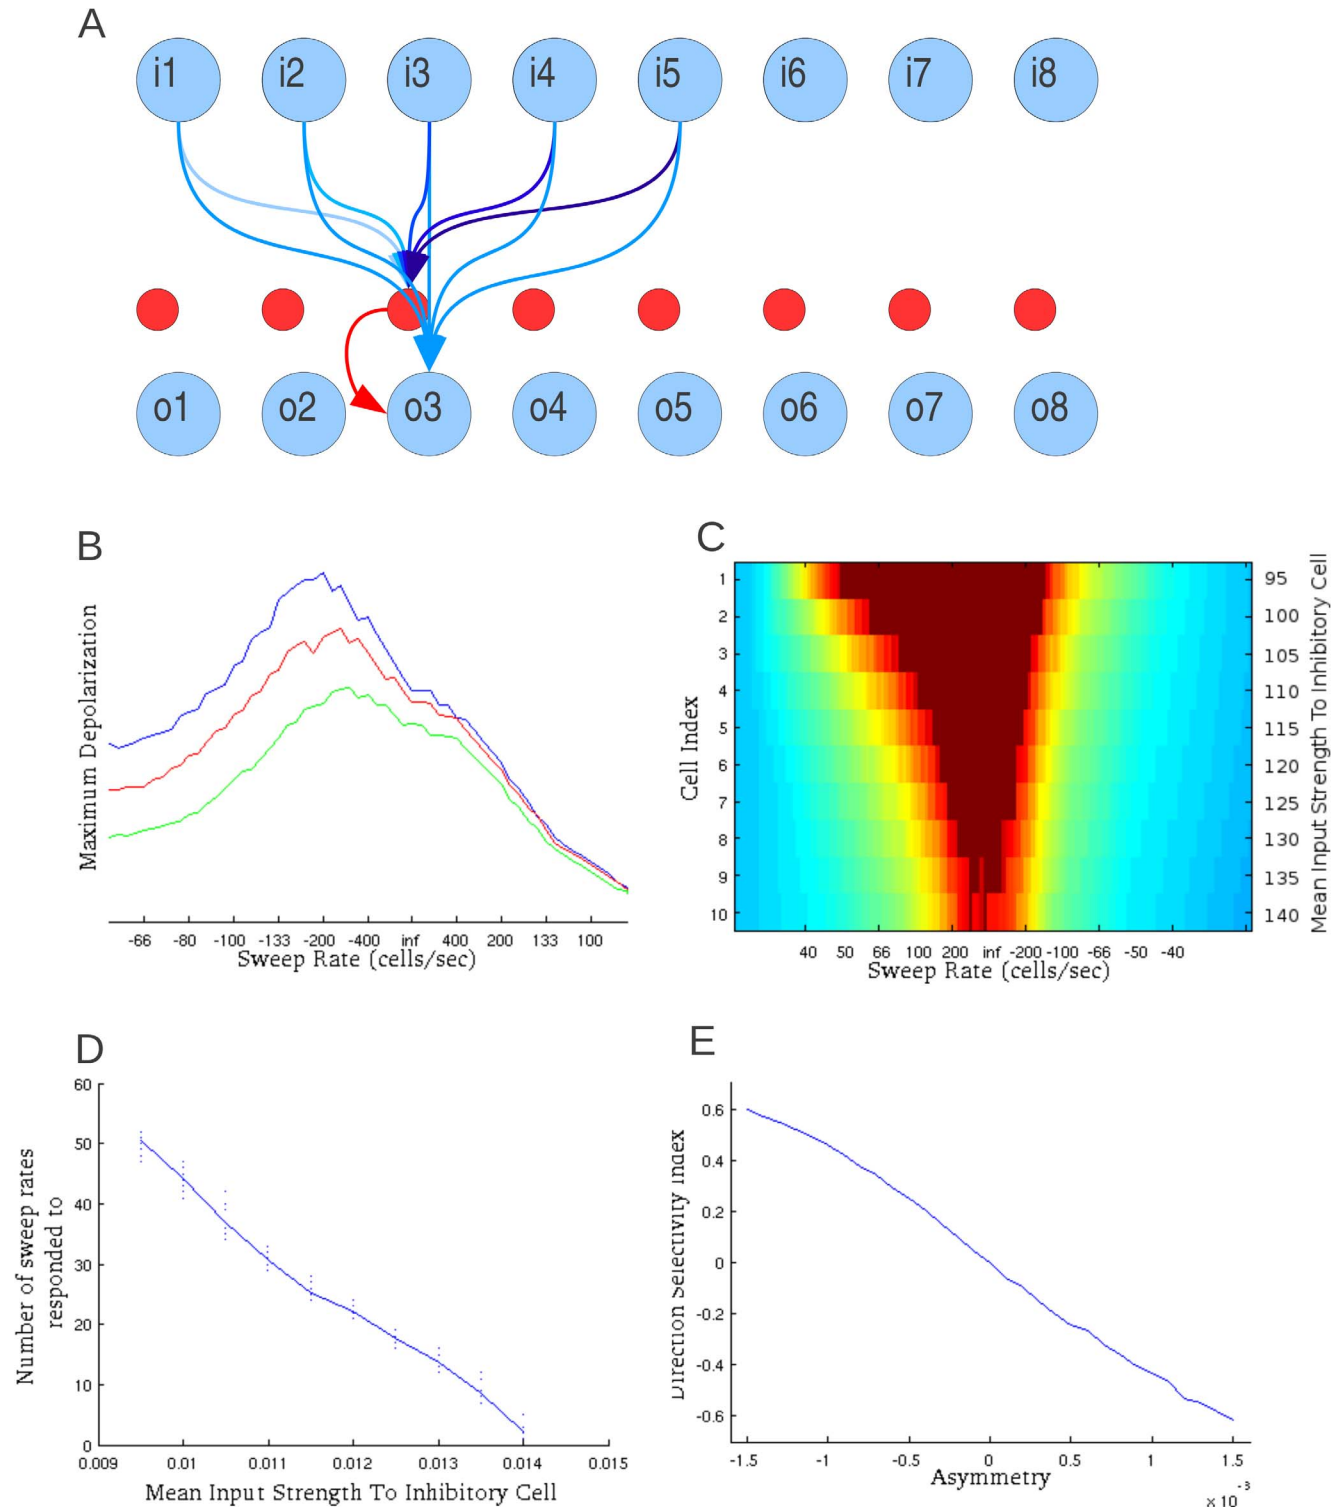 A
i1 i2 i3 i4 i5 i6 i7 i8
o1 o2 o3 o4 o5 o6 o7 o8
B
Maximum Depolarization
-66 -80 -100 -133 -200 -400 inf 400 200 133 100
Sweep Rate (cells/sec)
C
Cell Index
1 95
2 100
3 105
4 110
5 115
6 120
7 125
8 130
9 135
10 140
Mean Input Strength To Inhibitory Cell
40 50 66 100 200 inf -200 -100 -66 -50 -40
Sweep Rate (cells/sec)
D
Number of sweep rates
responded to
60
50
40
30
20
10
0
0.009 0.01 0.011 0.012 0.013 0.014 0.015
Mean Input Strength To Inhibitory Cell
E
Direction Selectivity Index
0.6
0.4
0.2
0
-0.2
-0.4
-0.6
-1.5 -1 -0.5 0 0.5 1 1.5
Asymmetry
x 10⁻³